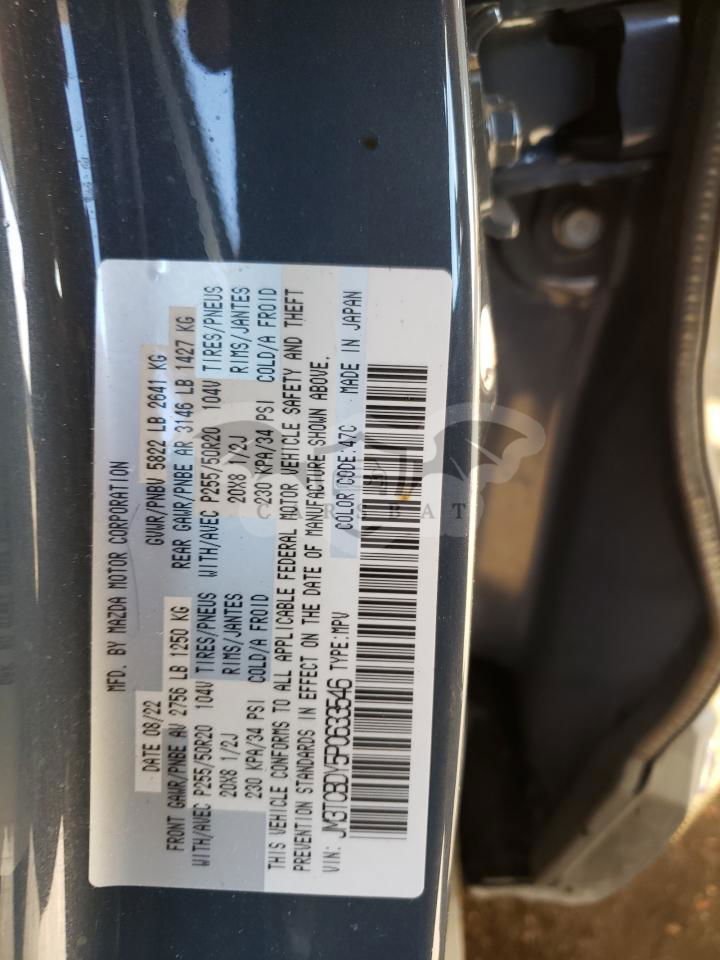 MFD. BY MAZDA MOTOR CORPORATION
DATE 08/22 GVWR/PNBV 5822 LB 2641 KG
FRONT GAWR/PNBE AV 2756 LB 1250 KG REAR GAWR/PNBE AR 3146 LB 1427 KG
WITH/AVEC P255/50R20 104V TIRES/PNEUS WITH/AVEC P255/50R20 104V TIRES/PNEUS
20X8 1/2J RIMS/JANTES 20X8 1/2J RIMS/JANTES
230 KPA/34 PSI COLD/A FROID 230 KPA/34 PSI COLD/A FROID
THIS VEHICLE CONFORMS TO ALL APPLICABLE FEDERAL MOTOR VEHICLE SAFETY AND THEFT
PREVENTION STANDARDS IN EFFECT ON THE DATE OF MANUFACTURE SHOWN ABOVE.
VIN: JM3TCBDY5P0633546 TYPE:MPV COLOR CODE:47C MADE IN JAPAN
CARSBAT